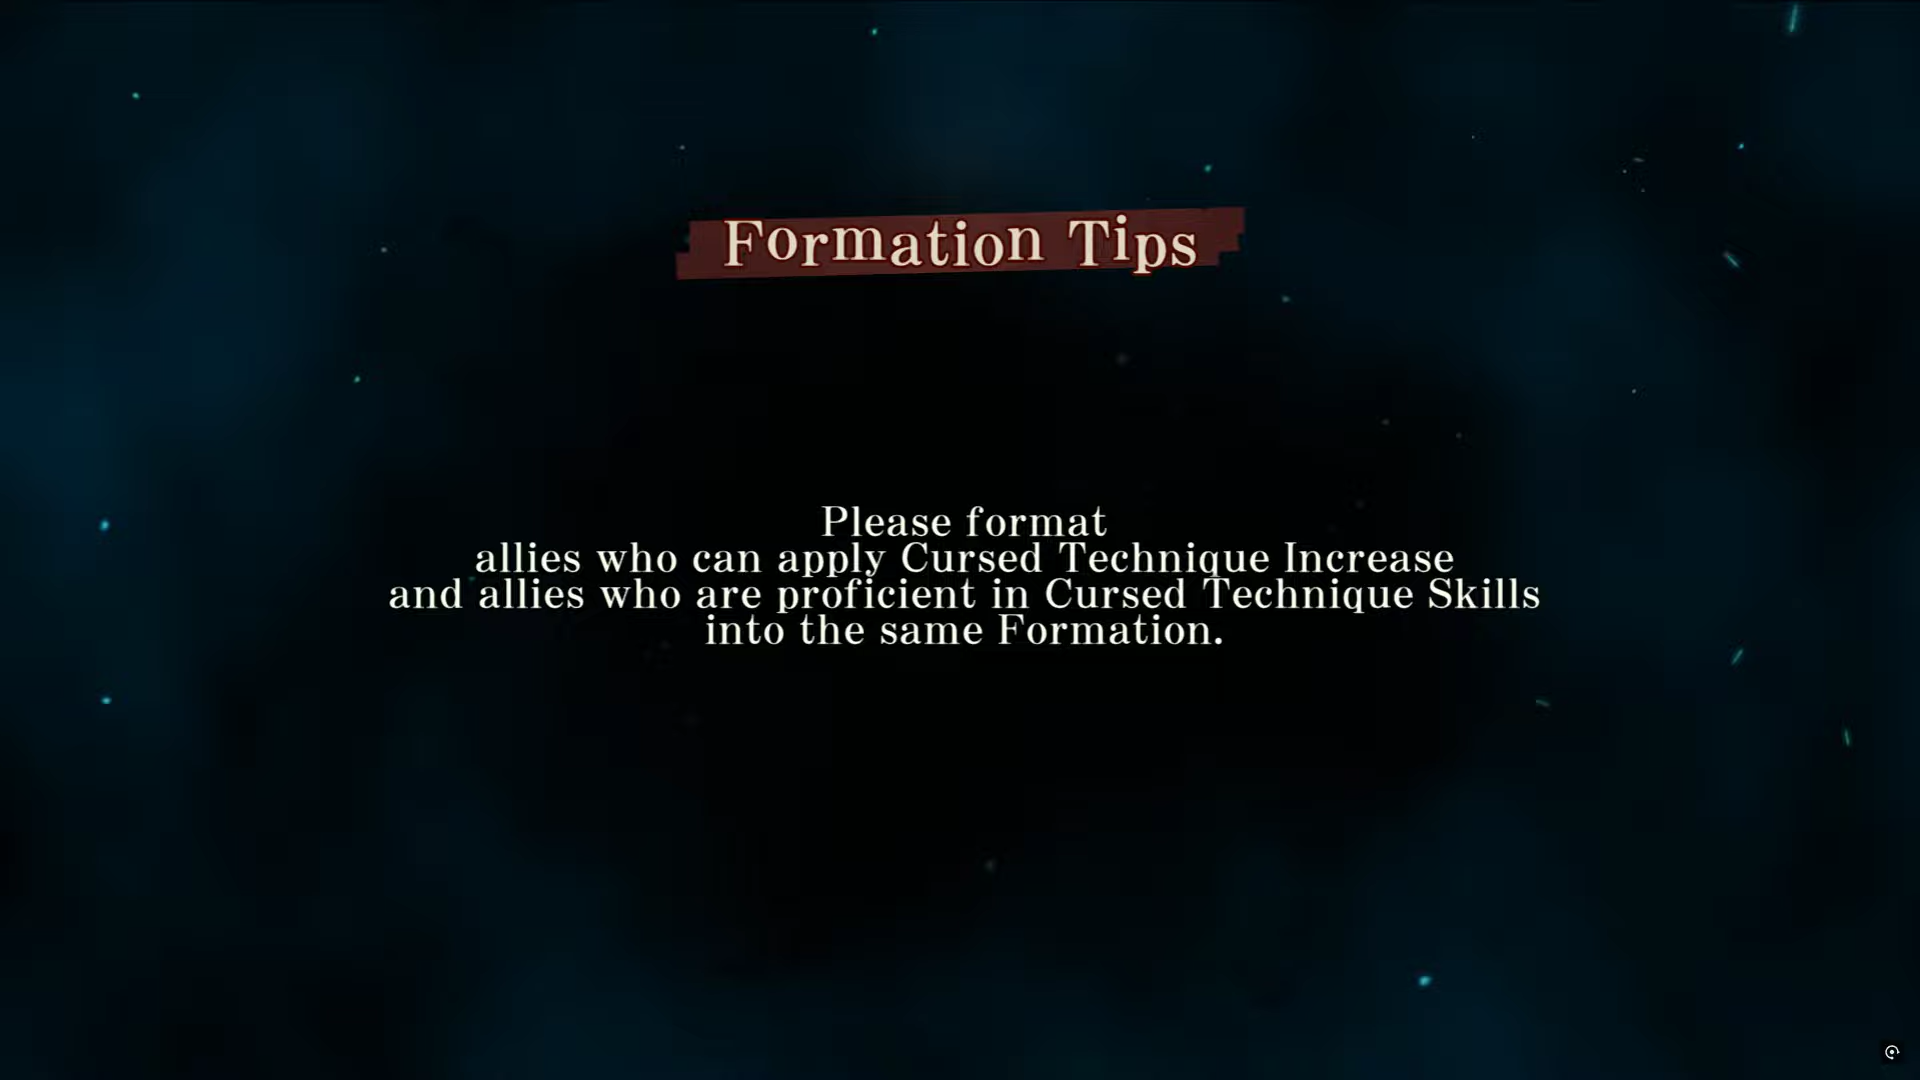 Formation Tips
Please format
allies who can apply Cursed Technique Increase
and allies who are proficient in Cursed Technique Skills
into the same Formation.